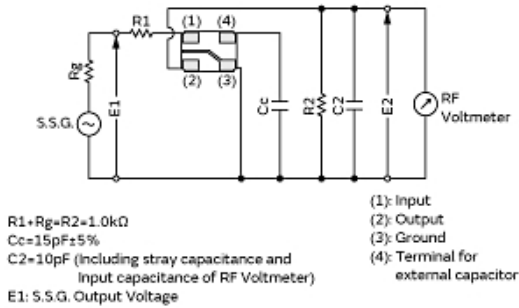 R1
(1)
(4)
Rg
(2)
(3)
S.S.G.
E1
Cc
R2
C2
E2
RF
Voltmeter
R1+Rg=R2=1.0kΩ
Cc=15pF±5%
C2=10pF (Including stray capacitance and
Input capacitance of RF Voltmeter)
E1: S.S.G. Output Voltage
(1): Input
(2): Output
(3): Ground
(4): Terminal for
external capacitor